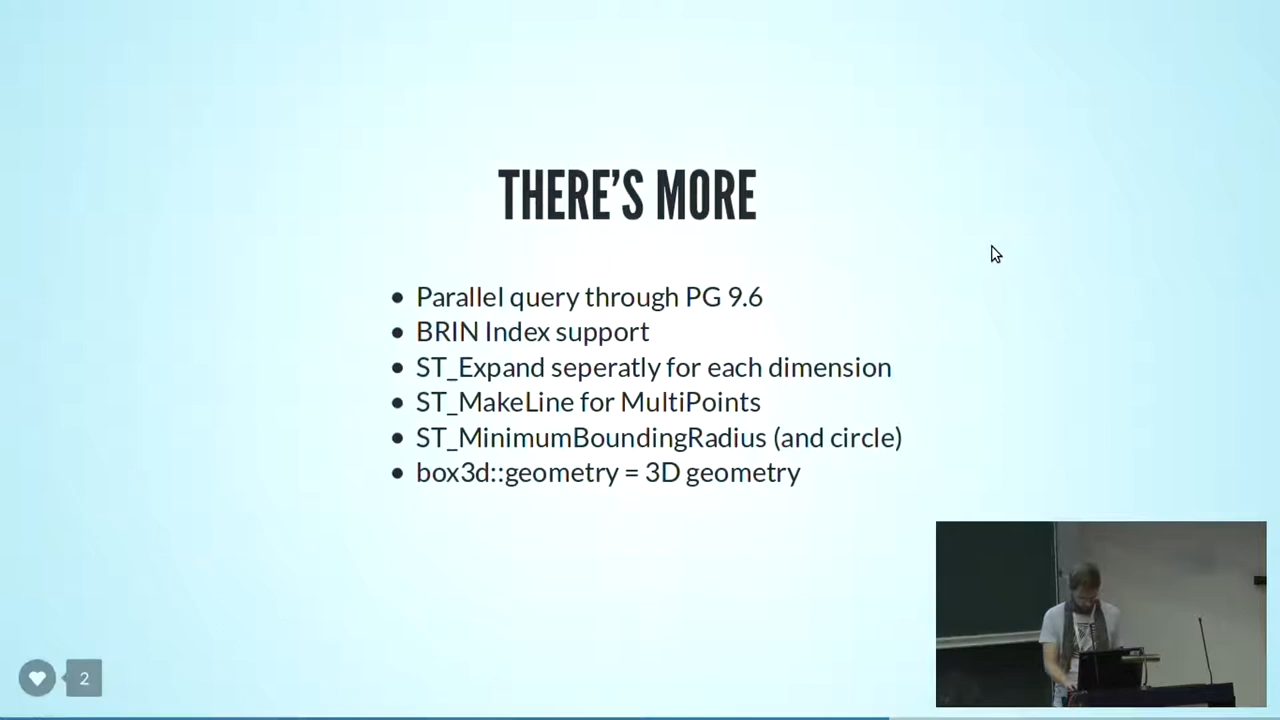 THERE'S MORE
• Parallel query through PG 9.6
• BRIN Index support
• ST_Expand seperatly for each dimension
• ST_MakeLine for MultiPoints
• ST_MinimumBoundingRadius (and circle)
• box3d::geometry = 3D geometry
2